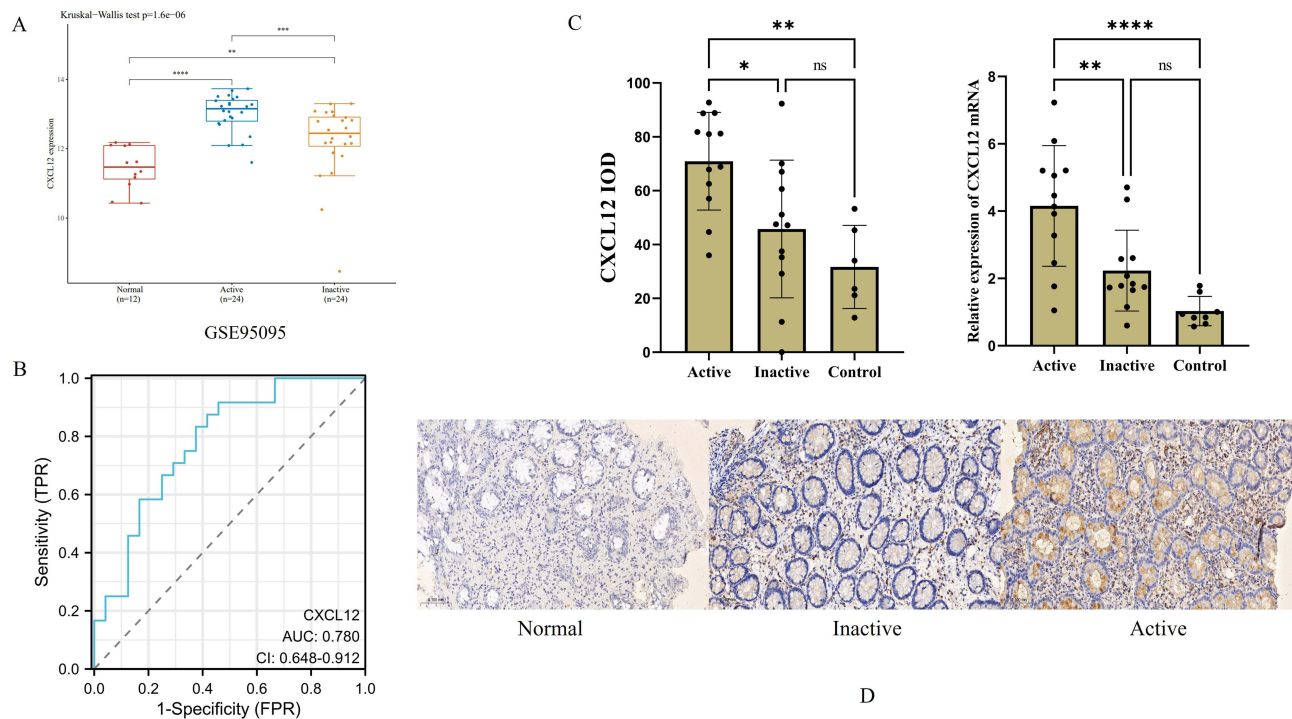 A
Kruskal−Wallis test p=1.6e−06
***
**
****
CXCL12 expression
14
12
10
Normal
(n=12)
Active
(n=24)
Inactive
(n=24)
GSE95095
B
Sensitivity (TPR)
1.0
0.8
0.6
0.4
0.2
0.0
0.0 0.2 0.4 0.6 0.8 1.0
1-Specificity (FPR)
CXCL12
AUC: 0.780
CI: 0.648-0.912
C
**
*
ns
CXCL12 IOD
100
80
60
40
20
0
Active Inactive Control
****
**
ns
Relative expression of CXCL12 mRNA
8
6
4
2
0
Active Inactive Control
Normal Inactive Active
D